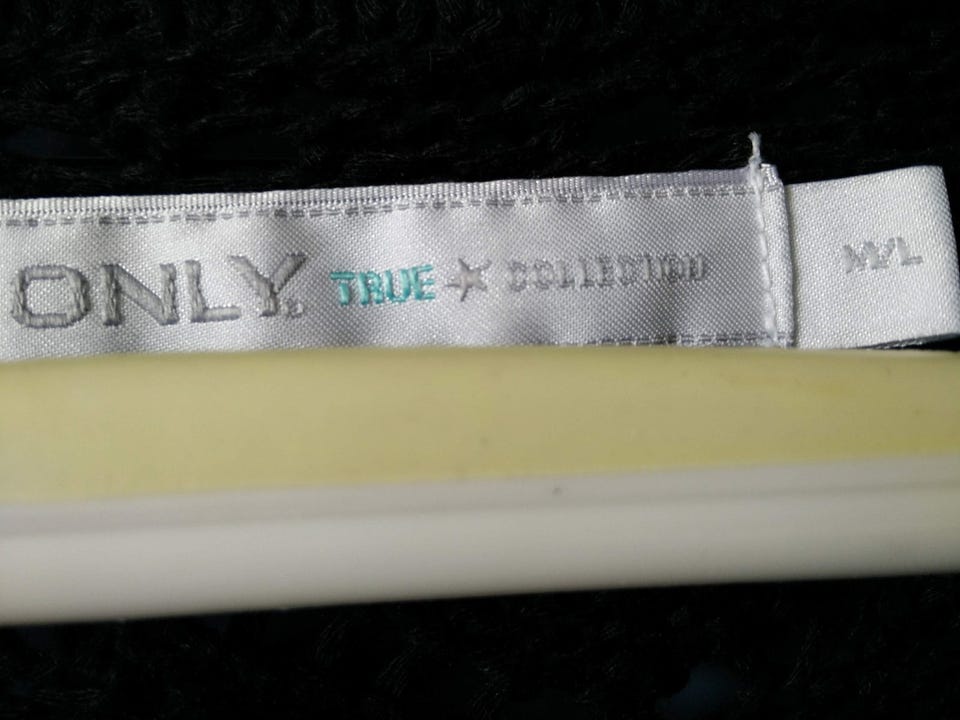 ONLY. TRUE ★ COLLECTION M/L